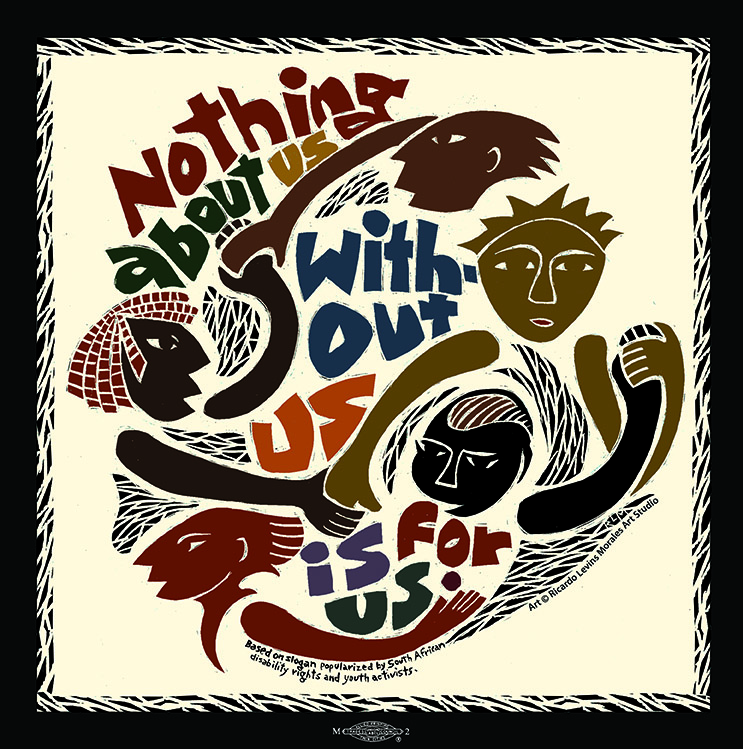 Nothing
about us
with-
out
us
is for
us
Based on slogan popularized by South African
disability rights and youth activists.
Art © Ricardo Levins Morales Art Studio
M 2